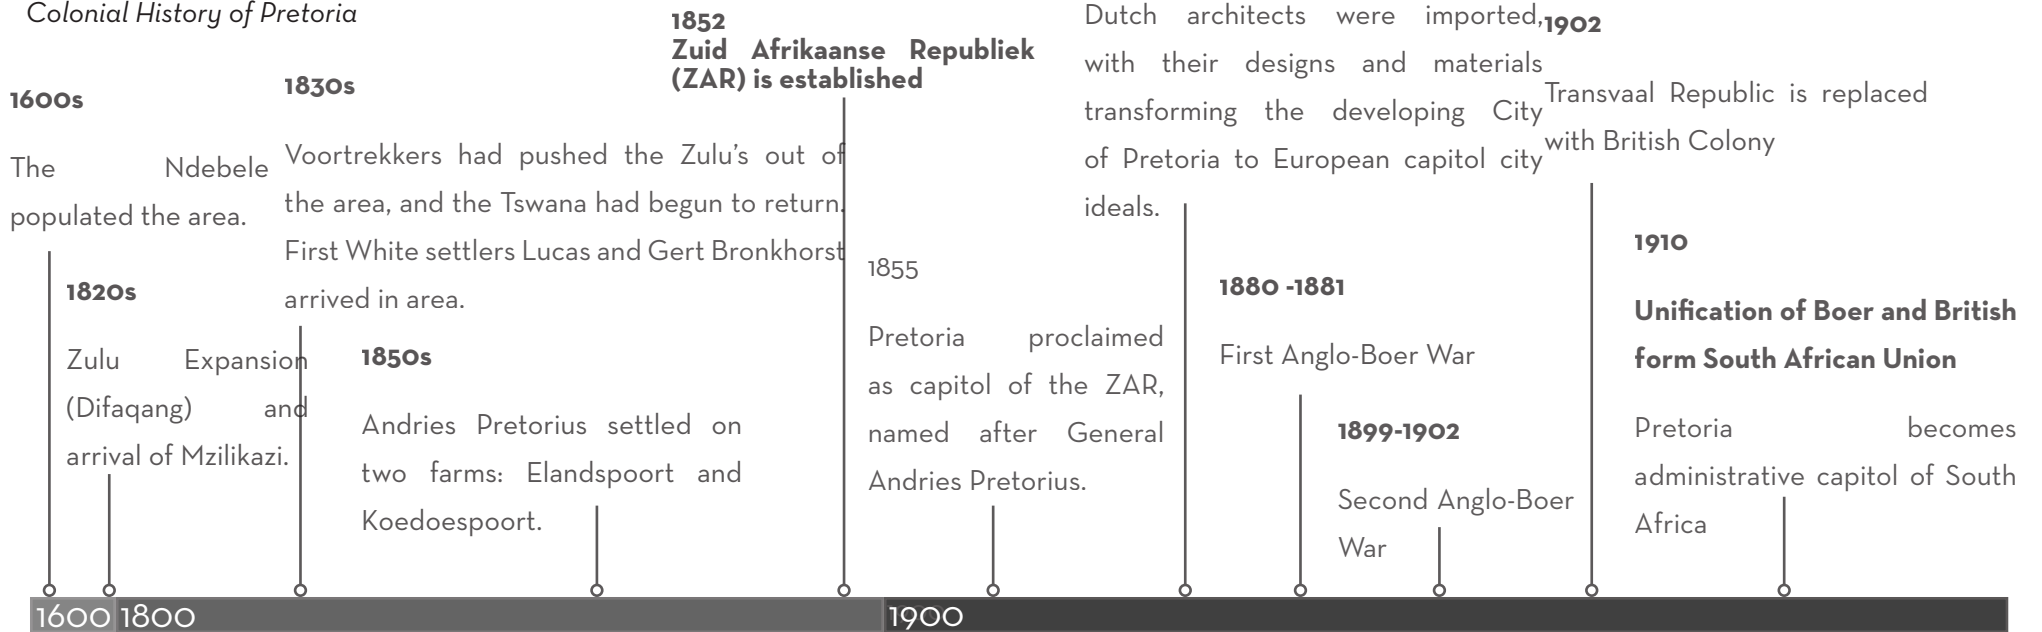 Colonial History of Pretoria
1600s
The Ndebele
populated the area.
1820s
Zulu Expansion
(Difaqang) and
arrival of Mzilikazi.
1830s
Voortrekkers had pushed the Zulu's out of
the area, and the Tswana had begun to return.
First White settlers Lucas and Gert Bronkhorst
arrived in area.
1850s
Andries Pretorius settled on
two farms: Elandspoort and
Koedoespoort.
1852
Zuid Afrikaanse Republiek
(ZAR) is established
1855
Pretoria proclaimed
as capitol of the ZAR,
named after General
Andries Pretorius.
Dutch architects were imported,
with their designs and materials
transforming the developing City
of Pretoria to European capitol city
ideals.
1880 -1881
First Anglo-Boer War
1899-1902
Second Anglo-Boer
War
1902
Transvaal Republic is replaced
with British Colony
1910
Unification of Boer and British
form South African Union
Pretoria becomes
administrative capitol of South
Africa
1600 1800 1900